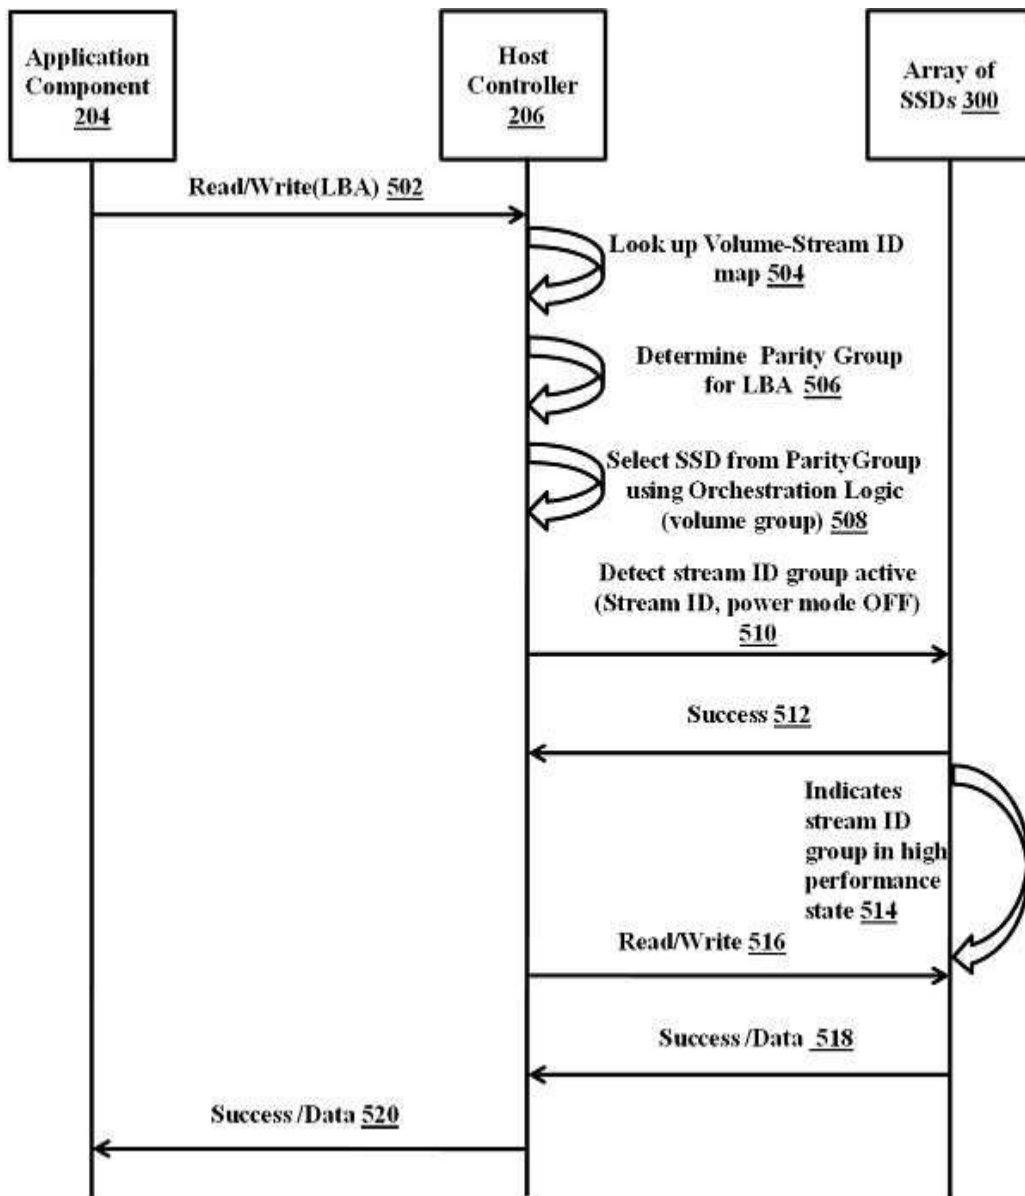 Application
Component
204
Host
Controller
206
Array of
SSDs 300
Read/Write(LBA) 502
Look up Volume-Stream ID
map 504
Determine Parity Group
for LBA 506
Select SSD from ParityGroup
using Orchestration Logic
(volume group) 508
Detect stream ID group active
(Stream ID, power mode OFF)
510
Success 512
Indicates
stream ID
group in high
performance
state 514
Read/Write 516
Success /Data 518
Success /Data 520